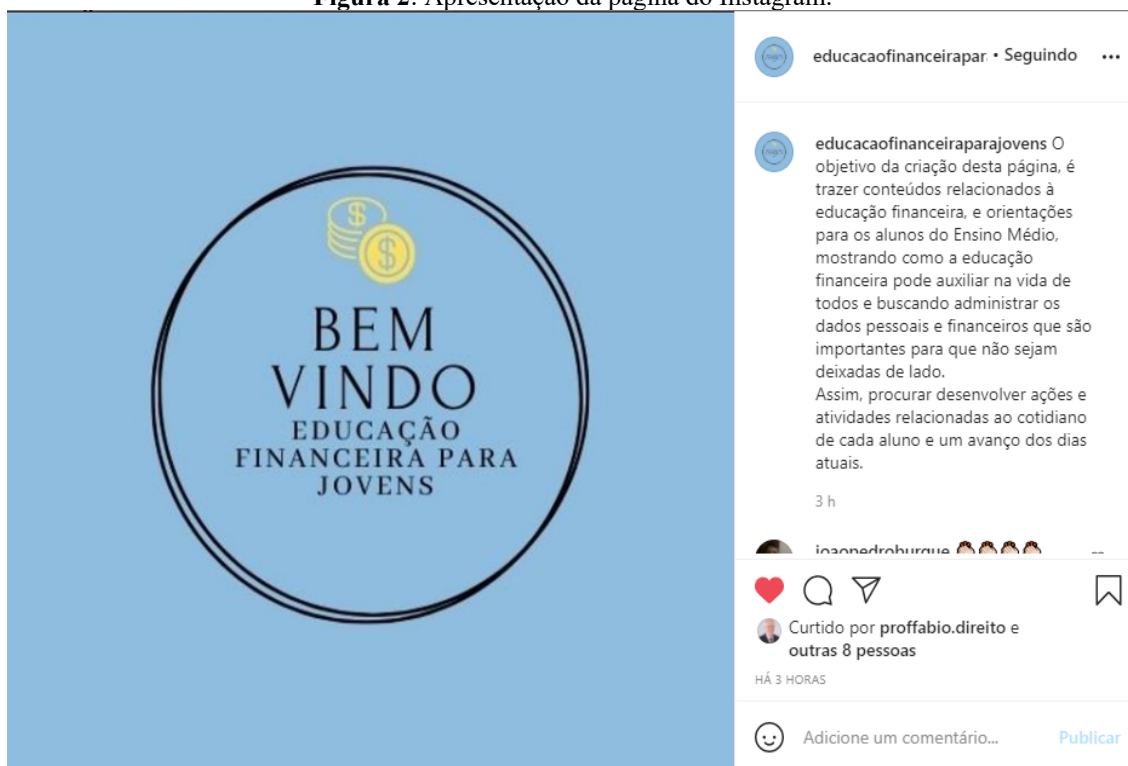 Figura 2: Apresentação da página do Instagram.
BEM
VINDO
EDUCAÇÃO
FINANCEIRA PARA
JOVENS
educacaofinanceirapar • Seguindo
educacaofinanceiraparajovens O
objetivo da criação desta página, é
trazer conteúdos relacionados à
educação financeira, e orientações
para os alunos do Ensino Médio,
mostrando como a educação
financeira pode auxiliar na vida de
todos e buscando administrar os
dados pessoais e financeiros que são
importantes para que não sejam
deixadas de lado.
Assim, procurar desenvolver ações e
atividades relacionadas ao cotidiano
de cada aluno e um avanço dos dias
atuais.
3 h
joaopedroburque
Curtido por proffabio.direito e
outras 8 pessoas
HÁ 3 HORAS
Adicione um comentário...
Publicar